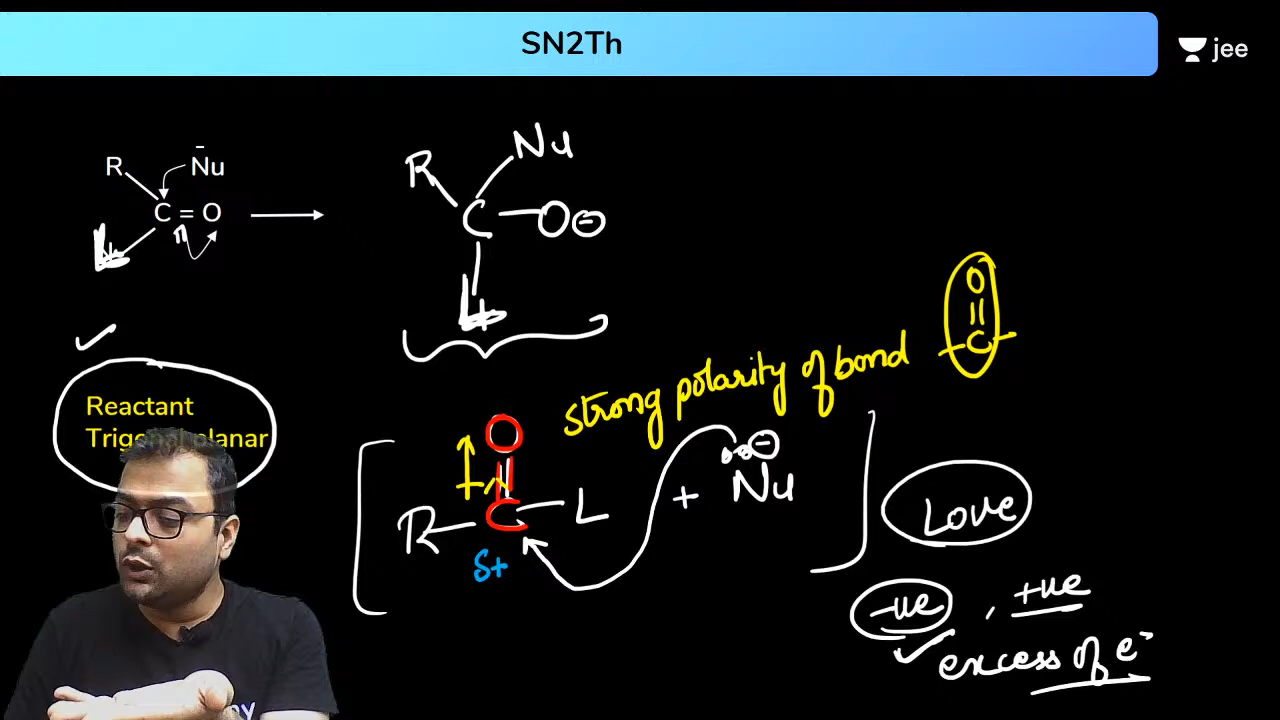 SN2Th
jee
R Nu
C = O
π
R Nu
C O ⊖
L
Reactant
Trigonal planar
strong polarity of bond
O
C
O
R C L + Nu ⊖
δ+
Love
-ve , +ve
excess of e-